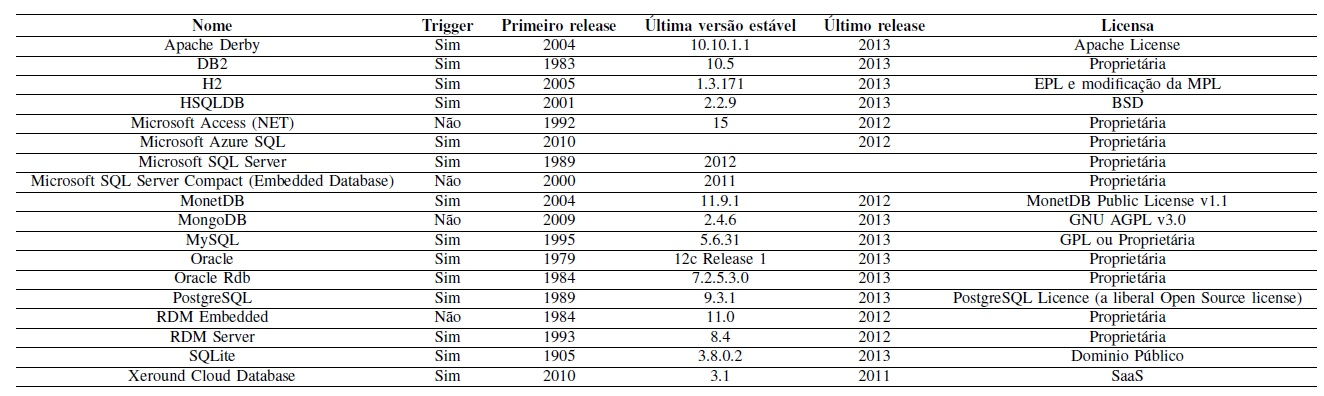 Nome Trigger Primeiro release Última versão estável Último release Licensa
Apache Derby Sim 2004 10.10.1.1 2013 Apache License
DB2 Sim 1983 10.5 2013 Proprietária
H2 Sim 2005 1.3.171 2013 EPL e modificação da MPL
HSQLDB Sim 2001 2.2.9 2013 BSD
Microsoft Access (NET) Não 1992 15 2012 Proprietária
Microsoft Azure SQL Sim 2010 2012 Proprietária
Microsoft SQL Server Sim 1989 2012 Proprietária
Microsoft SQL Server Compact (Embedded Database) Não 2000 2011 Proprietária
MonetDB Sim 2004 11.9.1 2012 MonetDB Public License v1.1
MongoDB Não 2009 2.4.6 2013 GNU AGPL v3.0
MySQL Sim 1995 5.6.31 2013 GPL ou Proprietária
Oracle Sim 1979 12c Release 1 2013 Proprietária
Oracle Rdb Sim 1984 7.2.5.3.0 2013 Proprietária
PostgreSQL Sim 1989 9.3.1 2013 PostgreSQL Licence (a liberal Open Source license)
RDM Embedded Não 1984 11.0 2012 Proprietária
RDM Server Sim 1993 8.4 2012 Proprietária
SQLite Sim 1905 3.8.0.2 2013 Dominio Público
Xeround Cloud Database Sim 2010 3.1 2011 SaaS